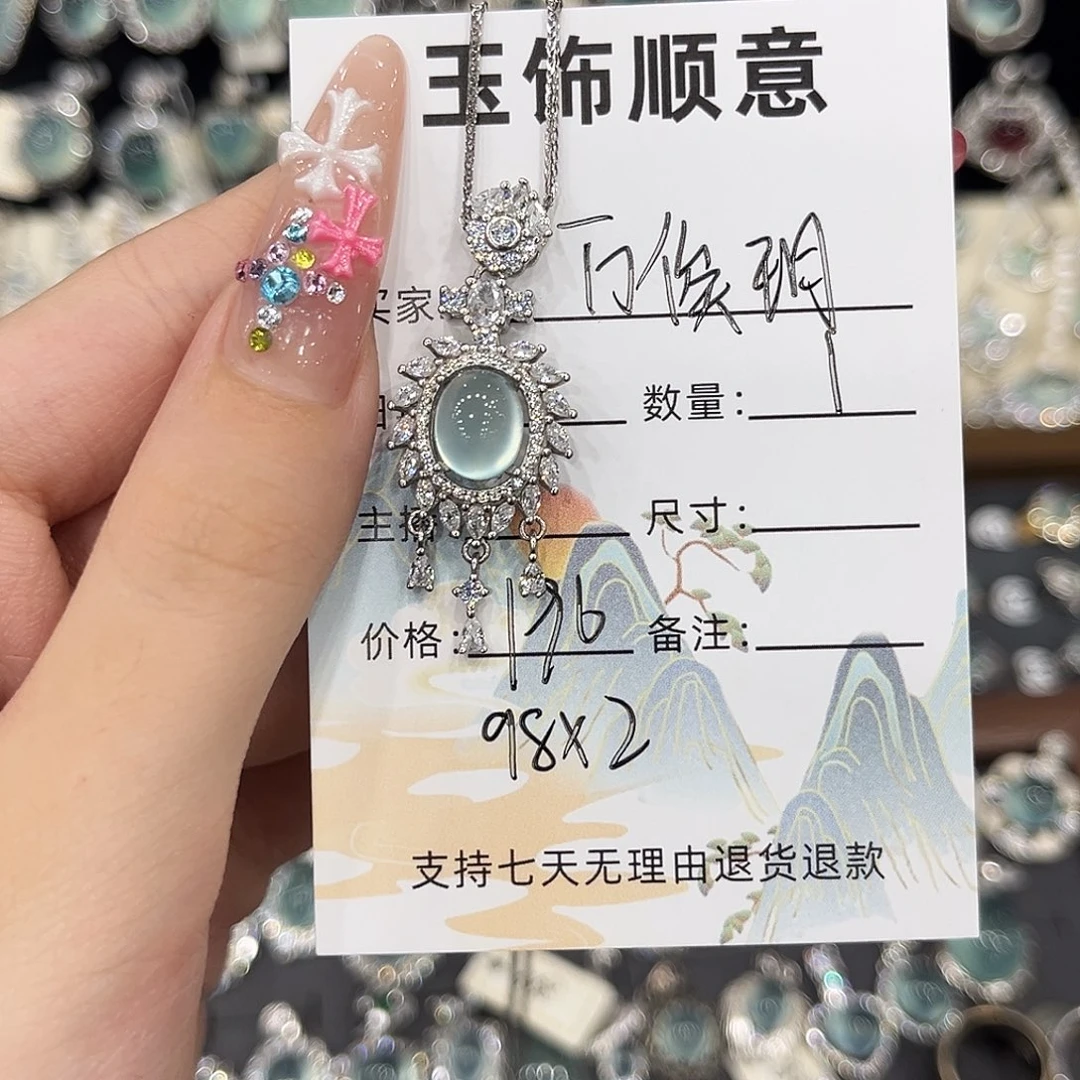 玉饰顺意
买家
数量:
主播 尺寸:
价格: 196 备注:
98x2
支持七天无理由退货退款